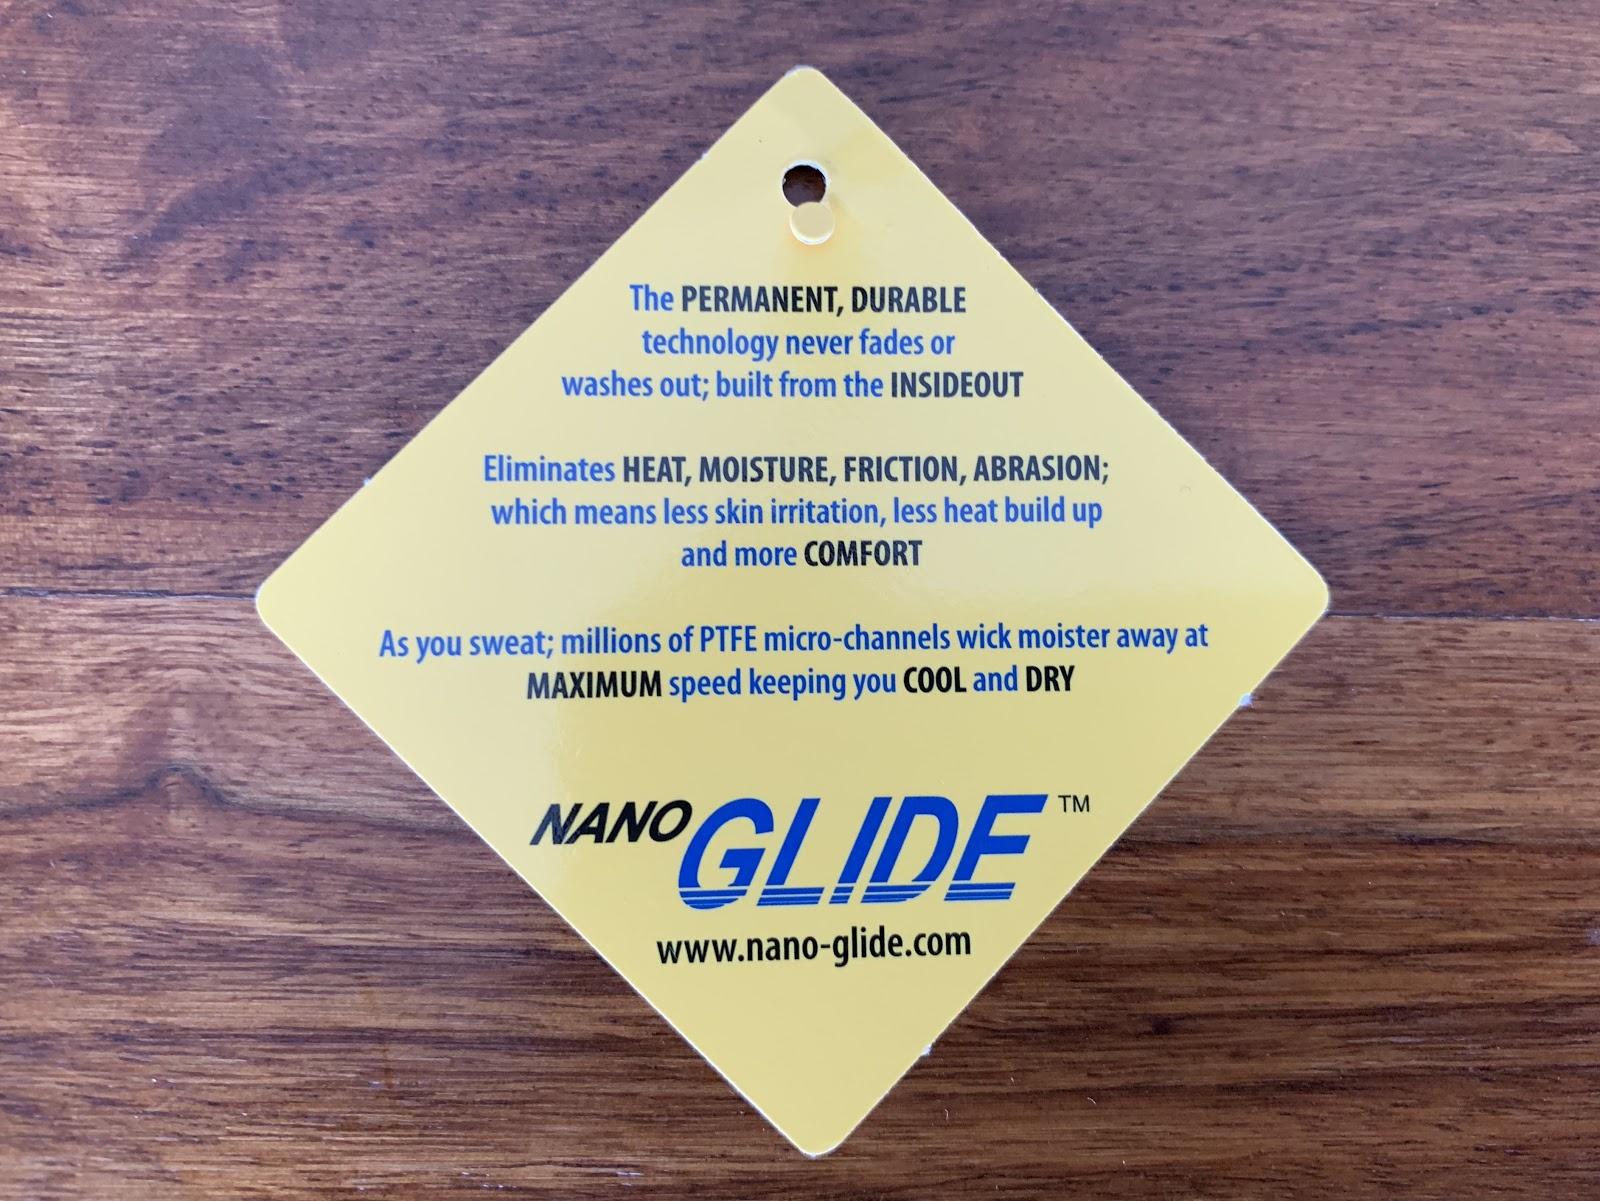 The PERMANENT, DURABLE
technology never fades or
washes out; built from the INSIDEOUT
Eliminates HEAT, MOISTURE, FRICTION, ABRASION;
which means less skin irritation, less heat build up
and more COMFORT
As you sweat; millions of PTFE micro-channels wick moister away at
MAXIMUM speed keeping you COOL and DRY
NANO GLIDE ™
www.nano-glide.com